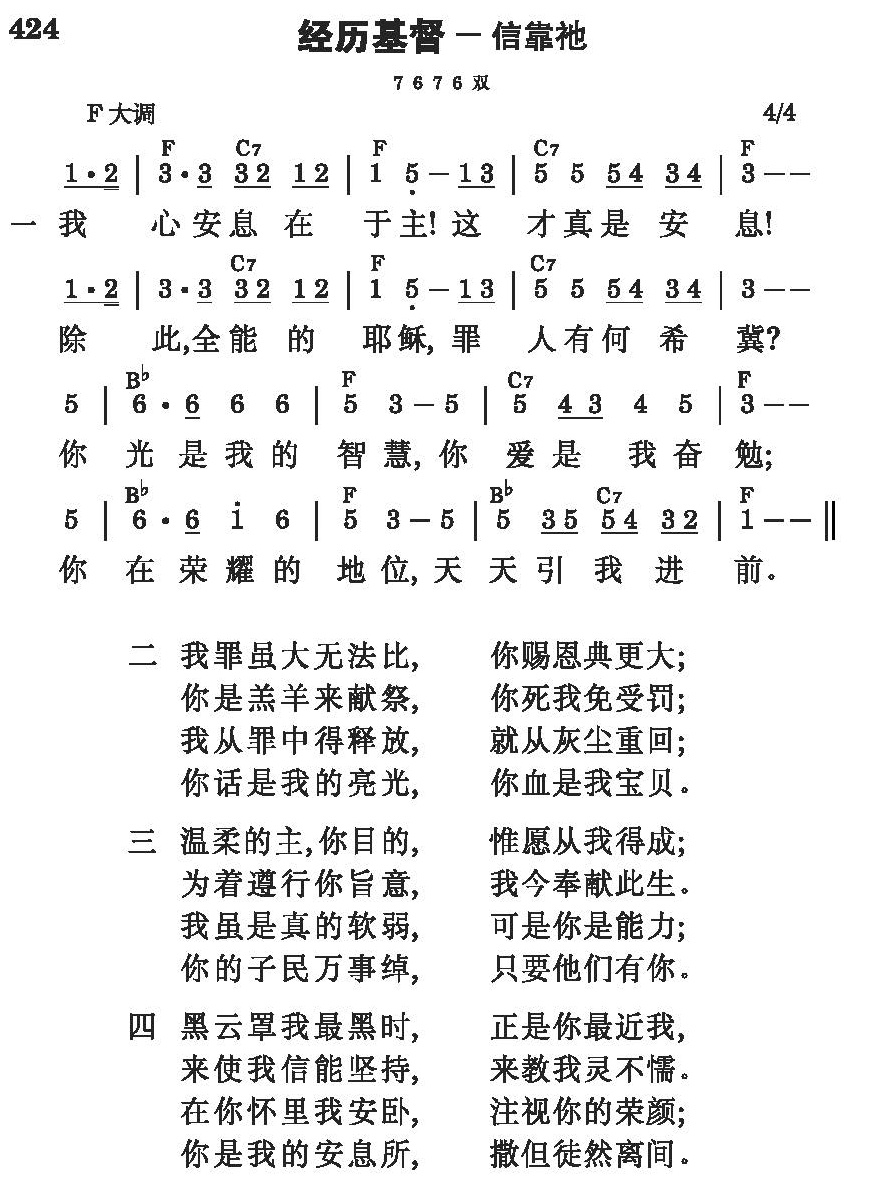 424
经历基督－信靠祂
7 6 7 6 双
F 大调 4/4
F C7 F C7 F
1·2 | 3·3 32 12 | 1 5̣ － 13 | 5 5 54 34 | 3－－
一 我 心安息 在 于主! 这 才真是 安 息!
C7 F C7
1·2 | 3·3 32 12 | 1 5̣ － 13 | 5 5 54 34 | 3－－
除 此,全能 的 耶稣, 罪 人有何 希 冀?
B♭ F C7 F
5 | 6·6 6 6 | 5 3－5 | 5 43 4 5 | 3－－
你 光是我的 智慧, 你 爱是 我奋 勉;
B♭ F B♭ C7 F
5 | 6·6 1̇ 6 | 5 3－5 | 5 35 54 32 | 1－－ ‖
你 在荣耀的 地位, 天 天引 我 进 前。
二 我罪虽大无法比, 你赐恩典更大;
你是羔羊来献祭, 你死我免受罚;
我从罪中得释放, 就从灰尘重回;
你话是我的亮光, 你血是我宝贝。
三 温柔的主,你目的, 惟愿从我得成;
为着遵行你旨意, 我今奉献此生。
我虽是真的软弱, 可是你是能力;
你的子民万事绰, 只要他们有你。
四 黑云罩我最黑时, 正是你最近我,
来使我信能坚持, 来教我灵不懦。
在你怀里我安卧, 注视你的荣颜;
你是我的安息所, 撒但徒然离间。